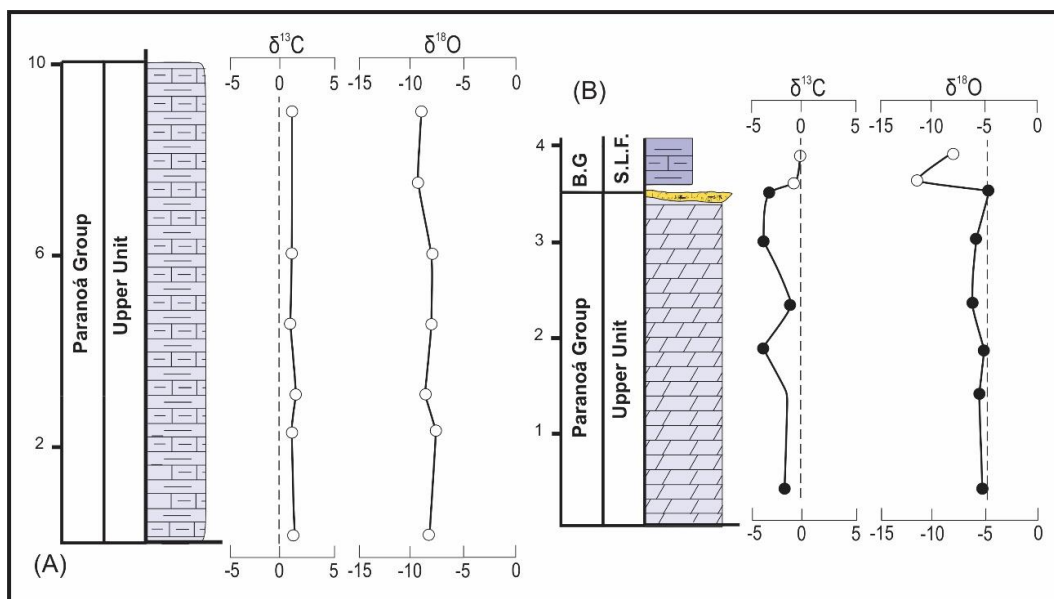 δ¹³C
δ¹⁸O
-5 0 5
-15 -10 -5 0
10
6
2
Paranoá Group
Upper Unit
-5 0 5
-15 -10 -5 0
(A)
(B)
δ¹³C
δ¹⁸O
-5 0 5
-15 -10 -5 0
4
3
2
1
B.G
S.L.F.
Paranoá Group
Upper Unit
-5 0 5
-15 -10 -5 0